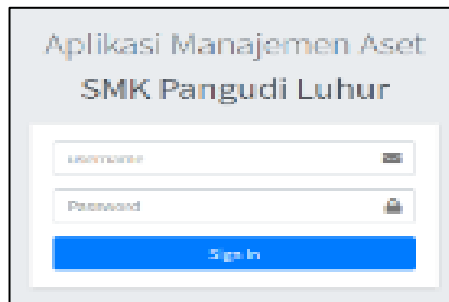 Aplikasi Manajemen Aset
SMK Pangudi Luhur
username
Password
Sign In